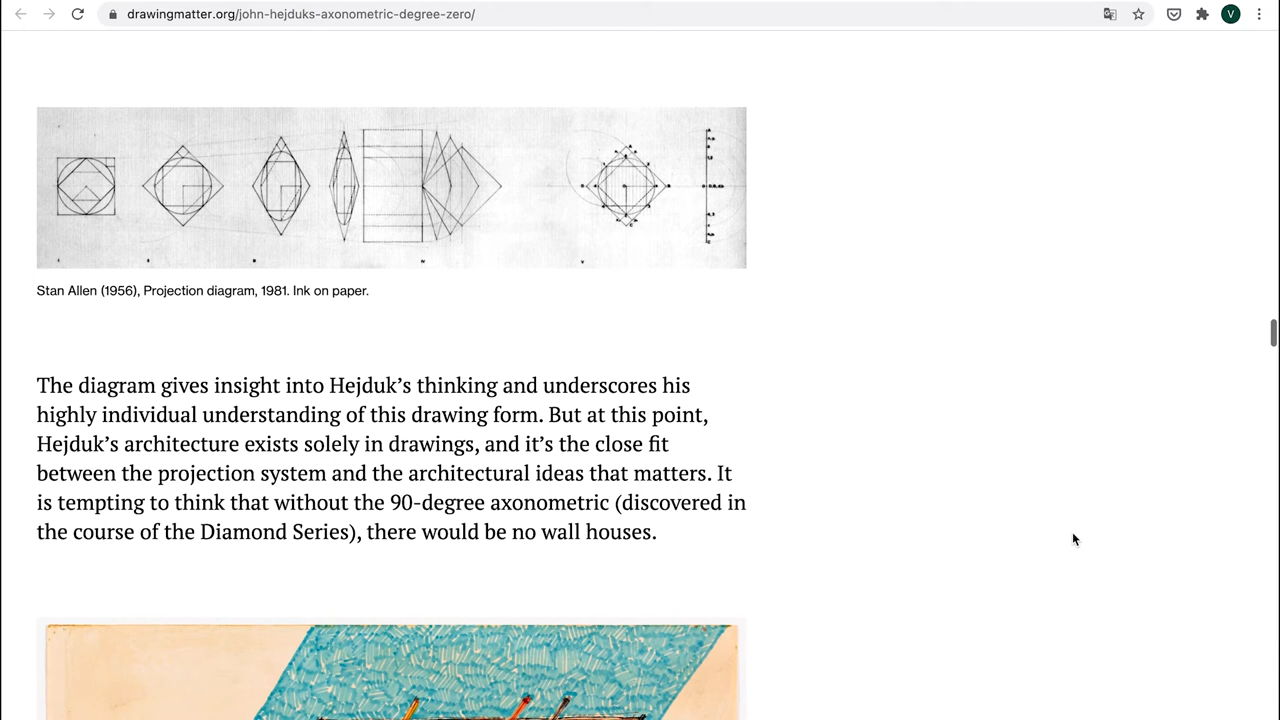 drawingmatter.org/john-hejduks-axonometric-degree-zero/
V
Stan Allen (1956), Projection diagram, 1981. Ink on paper.
The diagram gives insight into Hejduk’s thinking and underscores his
highly individual understanding of this drawing form. But at this point,
Hejduk’s architecture exists solely in drawings, and it’s the close fit
between the projection system and the architectural ideas that matters. It
is tempting to think that without the 90-degree axonometric (discovered in
the course of the Diamond Series), there would be no wall houses.